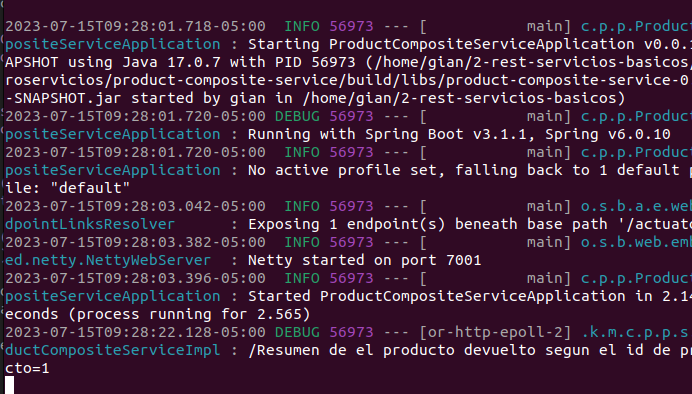 2023-07-15T09:28:01.718-05:00  INFO 56973 --- [           main] c.p.p.Product
positeServiceApplication : Starting ProductCompositeServiceApplication v0.0.1
APSHOT using Java 17.0.7 with PID 56973 (/home/gian/2-rest-servicios-basicos/
roservicios/product-composite-service/build/libs/product-composite-service-0
-SNAPSHOT.jar started by gian in /home/gian/2-rest-servicios-basicos)
2023-07-15T09:28:01.720-05:00 DEBUG 56973 --- [           main] c.p.p.Product
positeServiceApplication : Running with Spring Boot v3.1.1, Spring v6.0.10
2023-07-15T09:28:01.720-05:00  INFO 56973 --- [           main] c.p.p.Product
positeServiceApplication : No active profile set, falling back to 1 default p
ile: "default"
2023-07-15T09:28:03.042-05:00  INFO 56973 --- [           main] o.s.b.a.e.web
dpointLinksResolver      : Exposing 1 endpoint(s) beneath base path '/actuato
2023-07-15T09:28:03.382-05:00  INFO 56973 --- [           main] o.s.b.web.emb
ed.netty.NettyWebServer  : Netty started on port 7001
2023-07-15T09:28:03.396-05:00  INFO 56973 --- [           main] c.p.p.Product
positeServiceApplication : Started ProductCompositeServiceApplication in 2.14
econds (process running for 2.565)
2023-07-15T09:28:22.128-05:00 DEBUG 56973 --- [or-http-epoll-2] .k.m.c.p.p.s.
ductCompositeServiceImpl : /Resumen de el producto devuelto segun el id de pr
cto=1